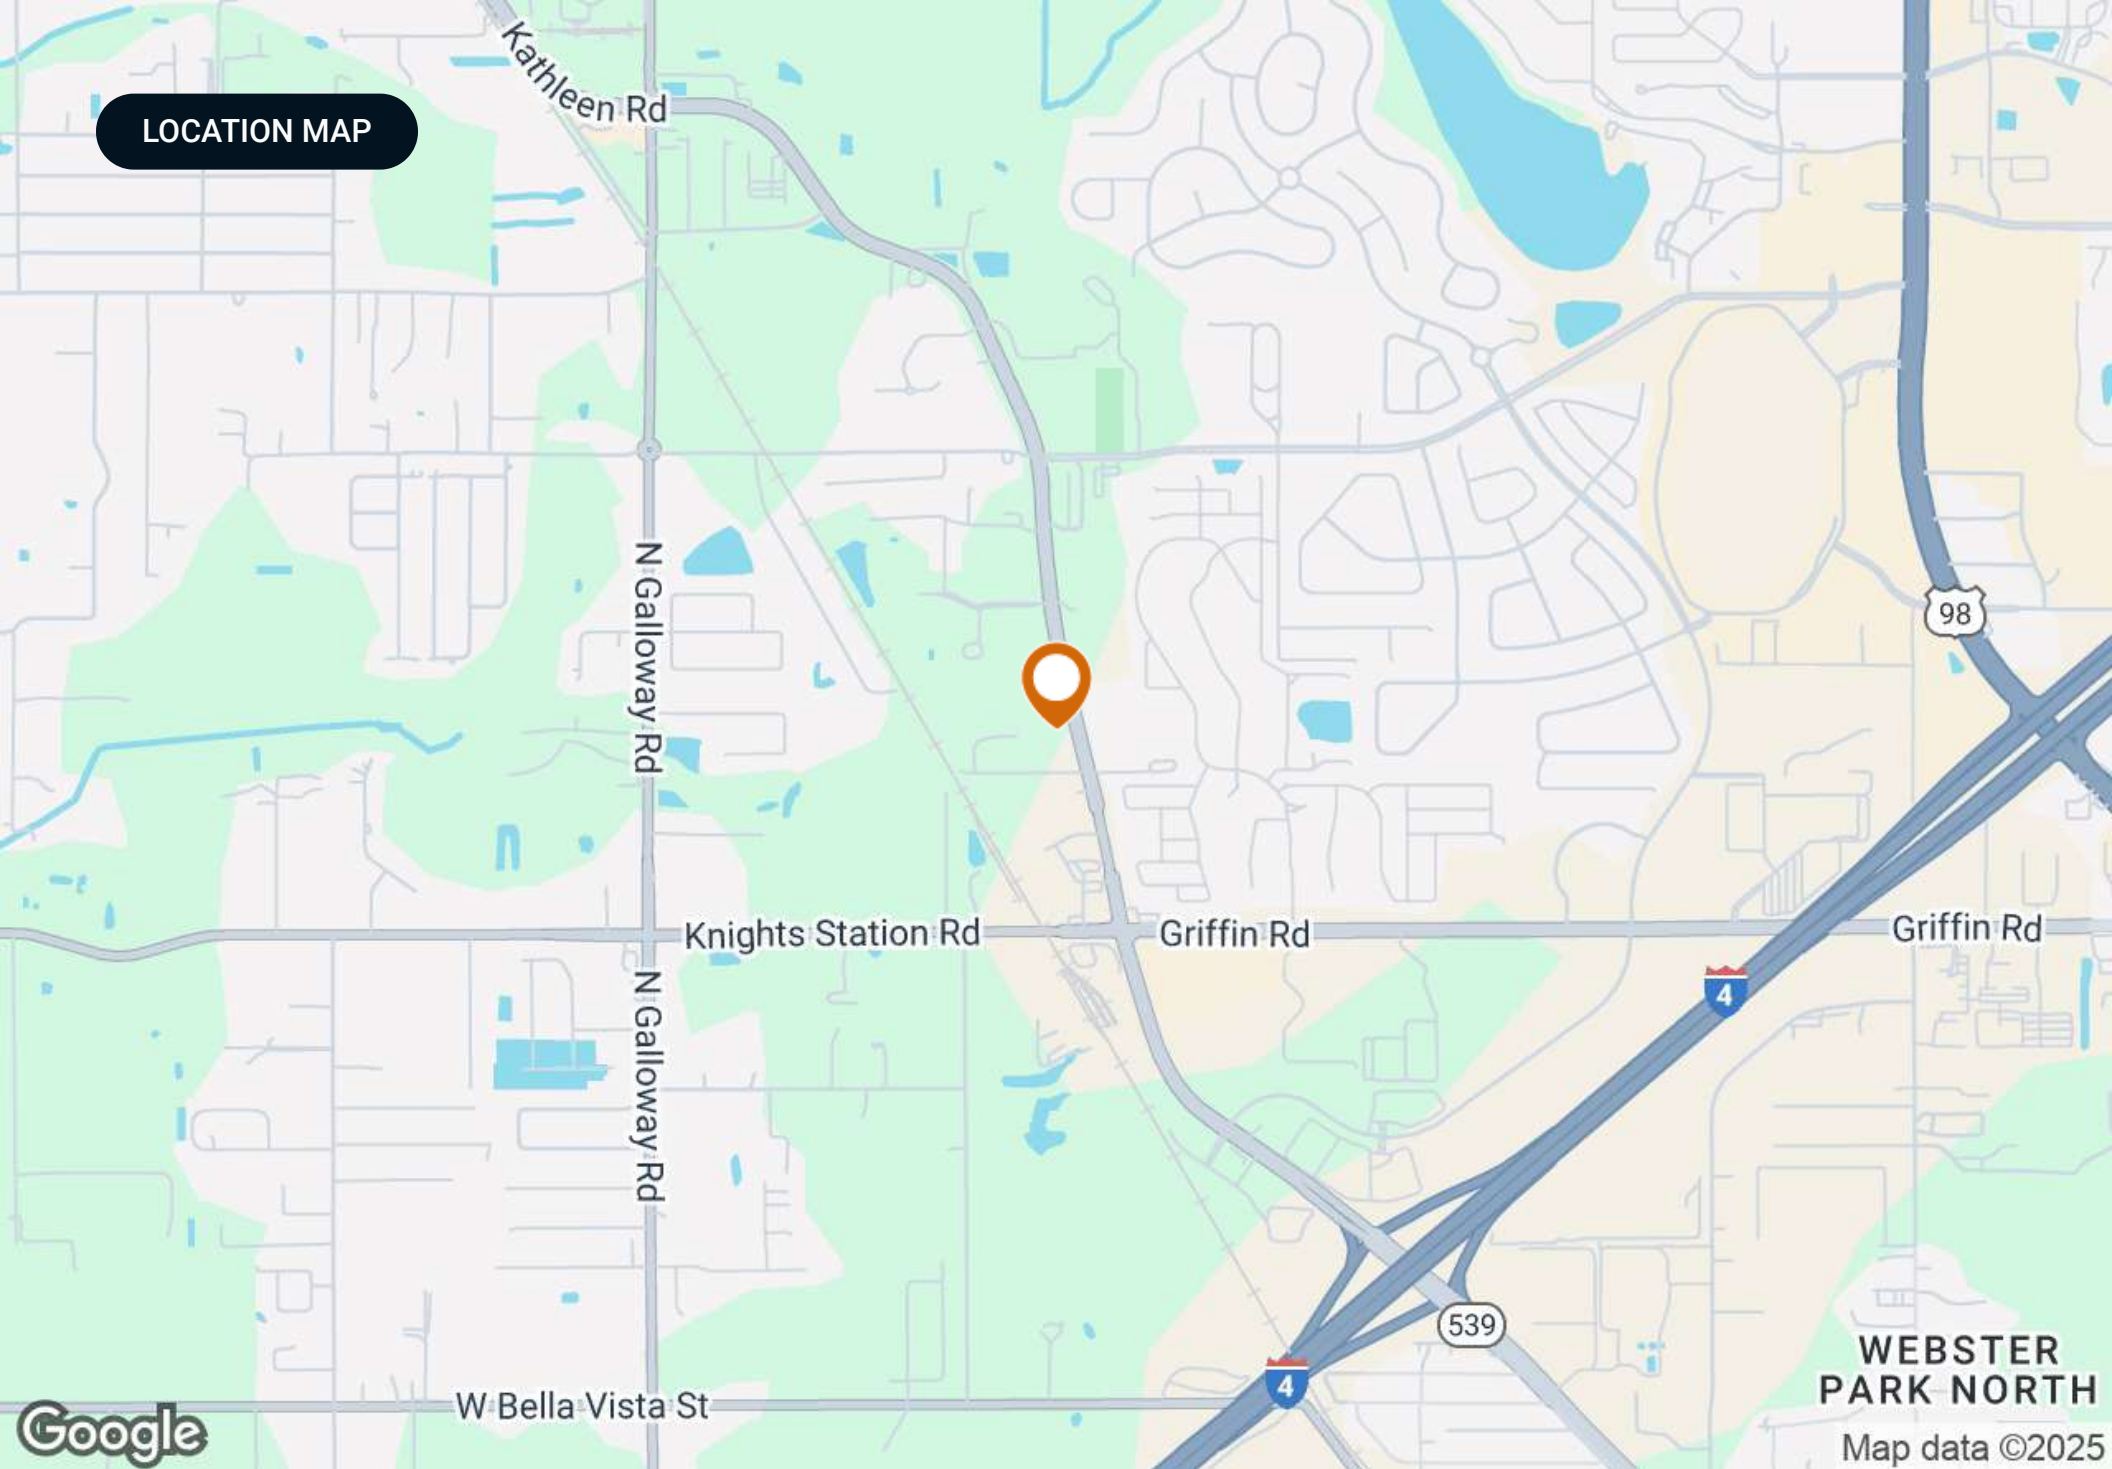 Kathleen Rd
LOCATION MAP
N Galloway Rd
98
Knights Station Rd
Griffin Rd
Griffin Rd
4
N Galloway Rd
539
WEBSTER
PARK NORTH
4
W Bella Vista St
Google
Map data ©2025